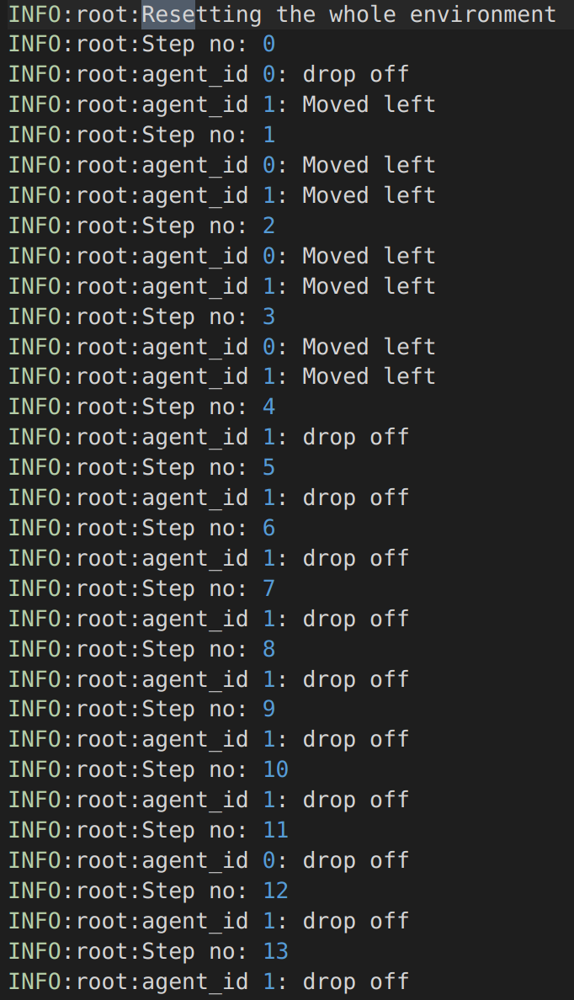 INFO:root:Resetting the whole environment
INFO:root:Step no: 0
INFO:root:agent_id 0: drop off
INFO:root:agent_id 1: Moved left
INFO:root:Step no: 1
INFO:root:agent_id 0: Moved left
INFO:root:agent_id 1: Moved left
INFO:root:Step no: 2
INFO:root:agent_id 0: Moved left
INFO:root:agent_id 1: Moved left
INFO:root:Step no: 3
INFO:root:agent_id 0: Moved left
INFO:root:agent_id 1: Moved left
INFO:root:Step no: 4
INFO:root:agent_id 1: drop off
INFO:root:Step no: 5
INFO:root:agent_id 1: drop off
INFO:root:Step no: 6
INFO:root:agent_id 1: drop off
INFO:root:Step no: 7
INFO:root:agent_id 1: drop off
INFO:root:Step no: 8
INFO:root:agent_id 1: drop off
INFO:root:Step no: 9
INFO:root:agent_id 1: drop off
INFO:root:Step no: 10
INFO:root:agent_id 1: drop off
INFO:root:Step no: 11
INFO:root:agent_id 0: drop off
INFO:root:Step no: 12
INFO:root:agent_id 1: drop off
INFO:root:Step no: 13
INFO:root:agent_id 1: drop off